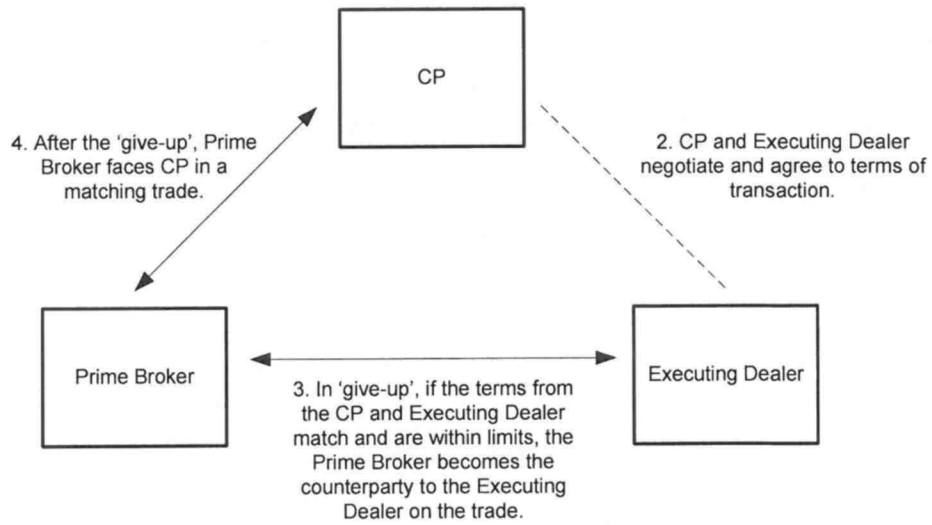 CP
4. After the 'give-up', Prime
Broker faces CP in a
matching trade.
2. CP and Executing Dealer
negotiate and agree to terms of
transaction.
Prime Broker
Executing Dealer
3. In 'give-up', if the terms from
the CP and Executing Dealer
match and are within limits, the
Prime Broker becomes the
counterparty to the Executing
Dealer on the trade.